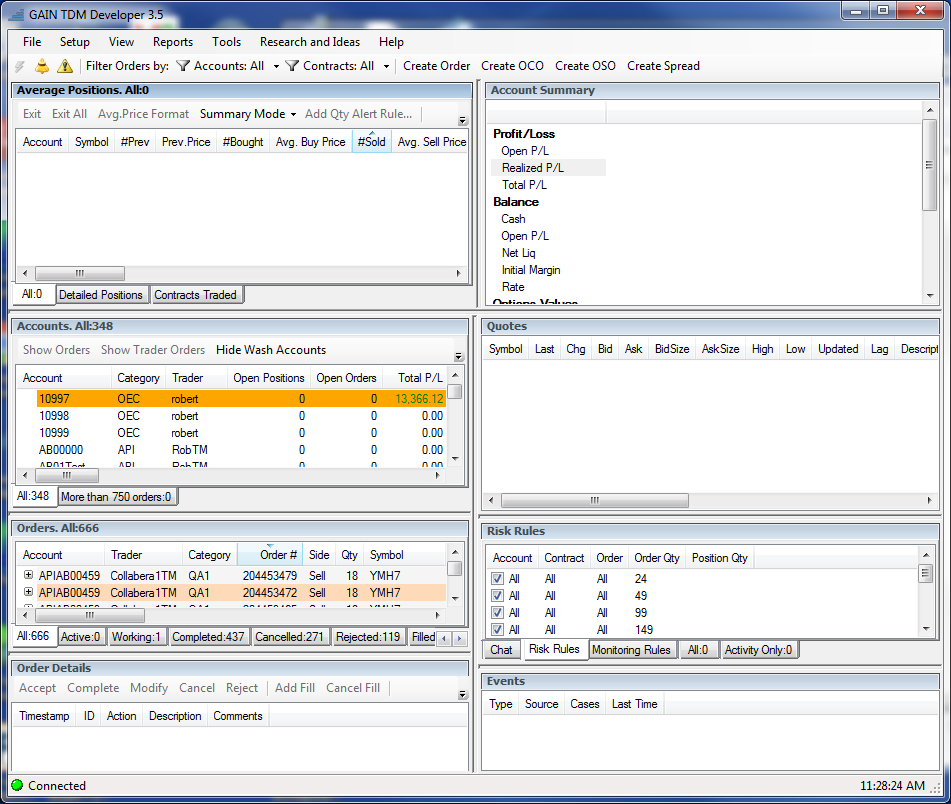 GAIN TDM Developer 3.5
File Setup View Reports Tools Research and Ideas Help
Filter Orders by: Accounts: All Contracts: All Create Order Create OCO Create OSO Create Spread
Average Positions. All:0
Exit Exit All Avg.Price Format Summary Mode Add Qty Alert Rule...
Account Symbol #Prev Prev.Price #Bought Avg. Buy Price #Sold Avg. Sell Price
All:0 Detailed Positions Contracts Traded
Account Summary
Profit/Loss
Open P/L
Realized P/L
Total P/L
Balance
Cash
Open P/L
Net Liq
Initial Margin
Rate
Options Values
Accounts. All:348
Show Orders Show Trader Orders Hide Wash Accounts
Account Category Trader Open Positions Open Orders Total P/L
10997 OEC robert 0 0 13,366.12
10998 OEC robert 0 0 0.00
10999 OEC robert 0 0 0.00
AB00000 API RobTM 0 0 0.00
AB01Test API RobTM 0 0 0.00
All:348 More than 750 orders:0
Quotes
Symbol Last Chg Bid Ask BidSize AskSize High Low Updated Lag Descript
Orders. All:666
Account Trader Category Order # Side Qty Symbol
APIAB00459 Collabera1TM QA1 204453479 Sell 18 YMH7
APIAB00459 Collabera1TM QA1 204453472 Sell 18 YMH7
All:666 Active:0 Working:1 Completed:437 Cancelled:271 Rejected:119 Filled
Risk Rules
Account Contract Order Order Qty Position Qty
All All All 24
All All All 49
All All All 99
All All All 149
Chat Risk Rules Monitoring Rules All:0 Activity Only:0
Order Details
Accept Complete Modify Cancel Reject Add Fill Cancel Fill
Timestamp ID Action Description Comments
Events
Type Source Cases Last Time
Connected 11:28:24 AM